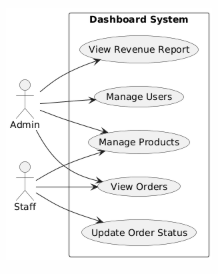 Dashboard System
View Revenue Report
Manage Users
Admin
Manage Products
View Orders
Staff
Update Order Status